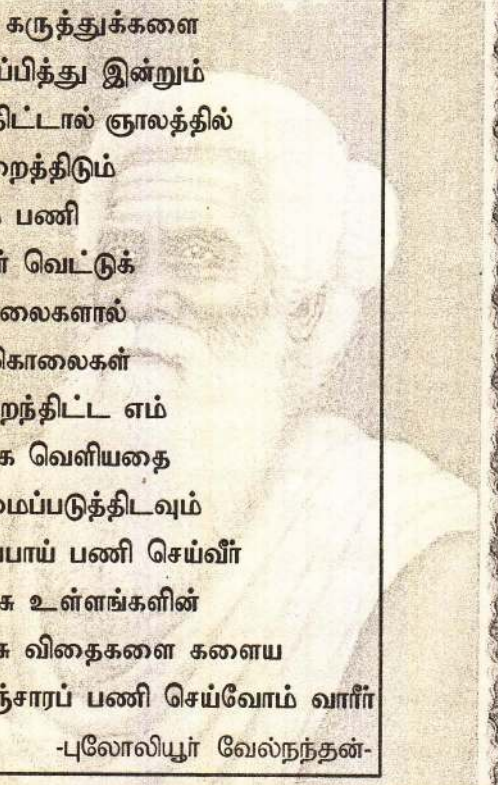 கருத்துக்களை
ப்பித்து இன்றும்
திட்டால் ஞாலத்தில்
றைத்திடும்
பணி
வெட்டுக்
லைகளால்
கொலைகள்
றந்திட்ட எம்
க வெளியதை
மைப்படுத்திடவும்
ப்பாய் பணி செய்வீர்
சு உள்ளங்களின்
சு விதைகளை களைய
ஞ்சாரப் பணி செய்வோம் வாரீர்
-புலோலியூர் வேல்நந்தன்-